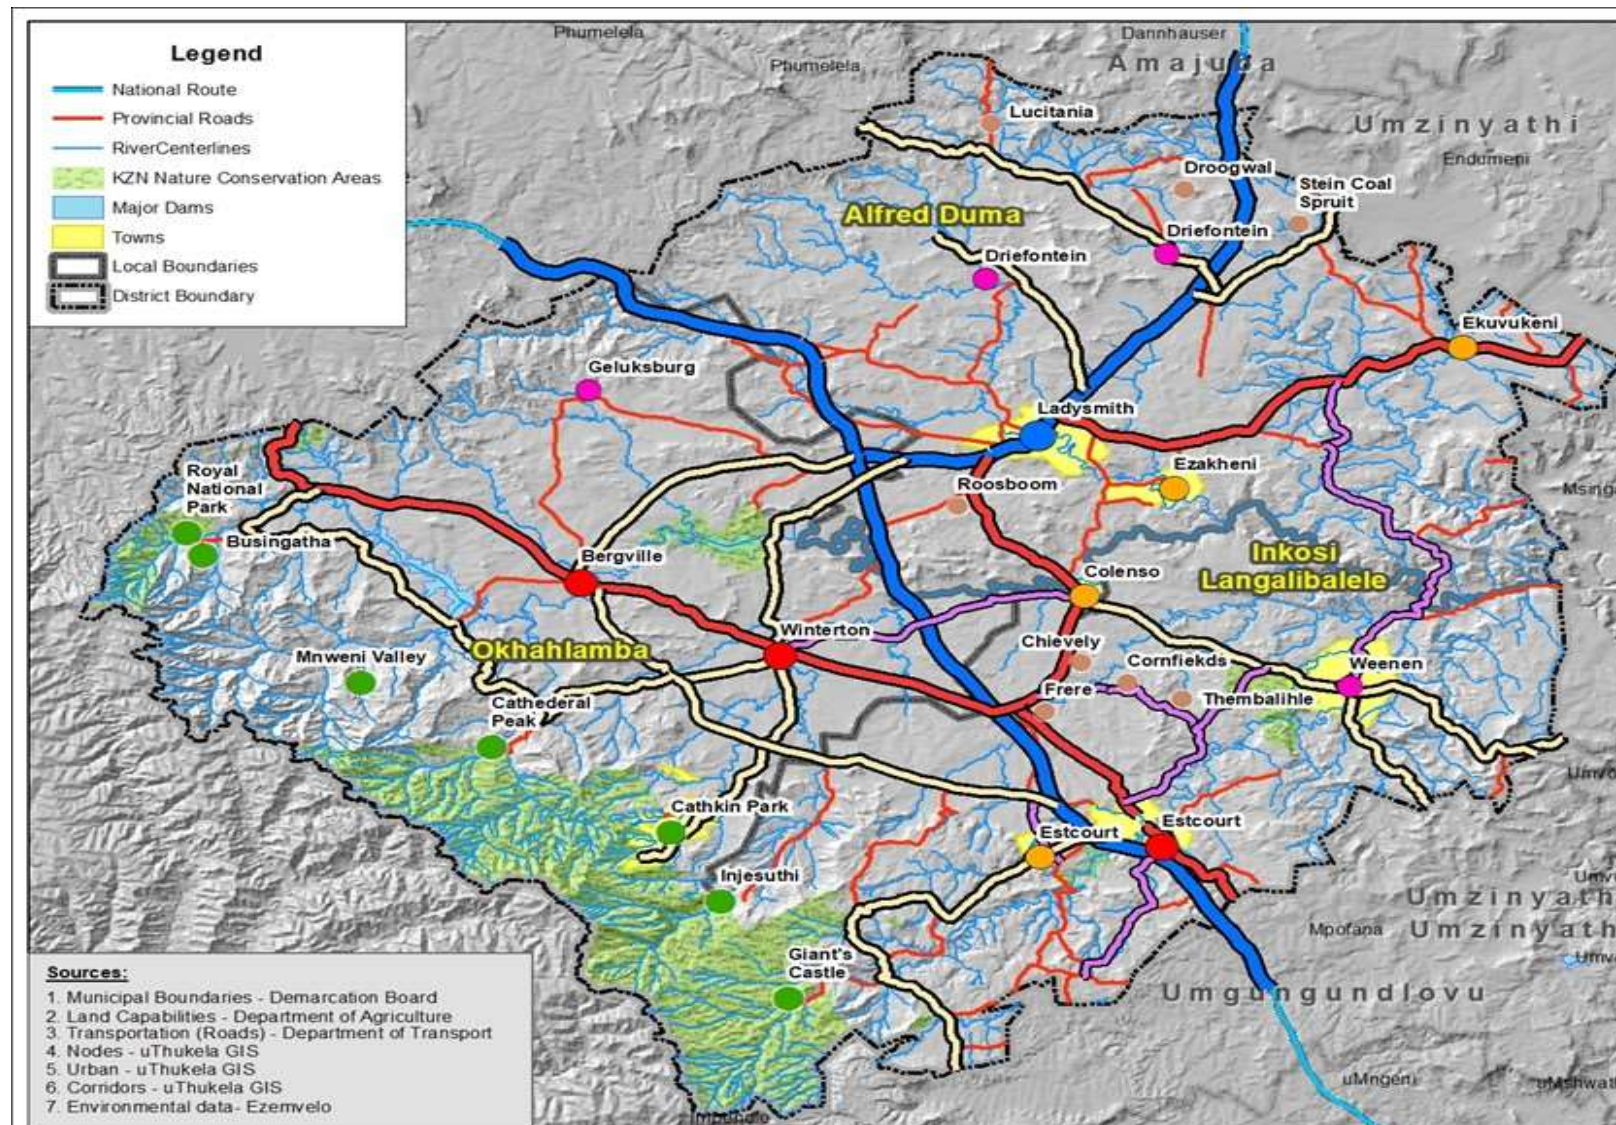 Legend
National Route
Provincial Roads
RiverCenterlines
KZN Nature Conservation Areas
Major Dams
Towns
Local Boundaries
District Boundary
Phumelela
Phumelela
Dannhauser
Amajuba
Umzinyathi
Endumeni
Lucitania
Droogwal
Stein Coal
Spruit
Alfred Duma
Driefontein
Driefontein
Ekuvukeni
Geluksburg
Ladysmith
Ezakheni
Roosboom
Royal
National
Park
Busingatha
Bergville
Inkosi
Langalibalele
Colenso
Winterton
Okhahlamba
Chievely
Cornfiekds
Weenen
Mnweni Valley
Frere
Thembalihle
Cathederal
Peak
Cathkin Park
Estcourt
Estcourt
Injesuthi
Giant's
Castle
Mpofana
Umgungundlovu
uMngeni
Sources:
1. Municipal Boundaries - Demarcation Board
2. Land Capabilities - Department of Agriculture
3. Transportation (Roads) - Department of Transport
4. Nodes - uThukela GIS
5. Urban - uThukela GIS
6. Corridors - uThukela GIS
7. Environmental data- Ezemvelo